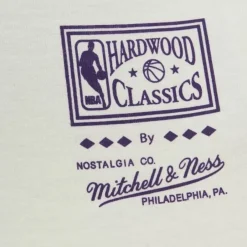 HARDWOOD
CLASSICS
NBA
By
NOSTALGIA CO.
Mitchell & Ness
PHILADELPHIA, PA.